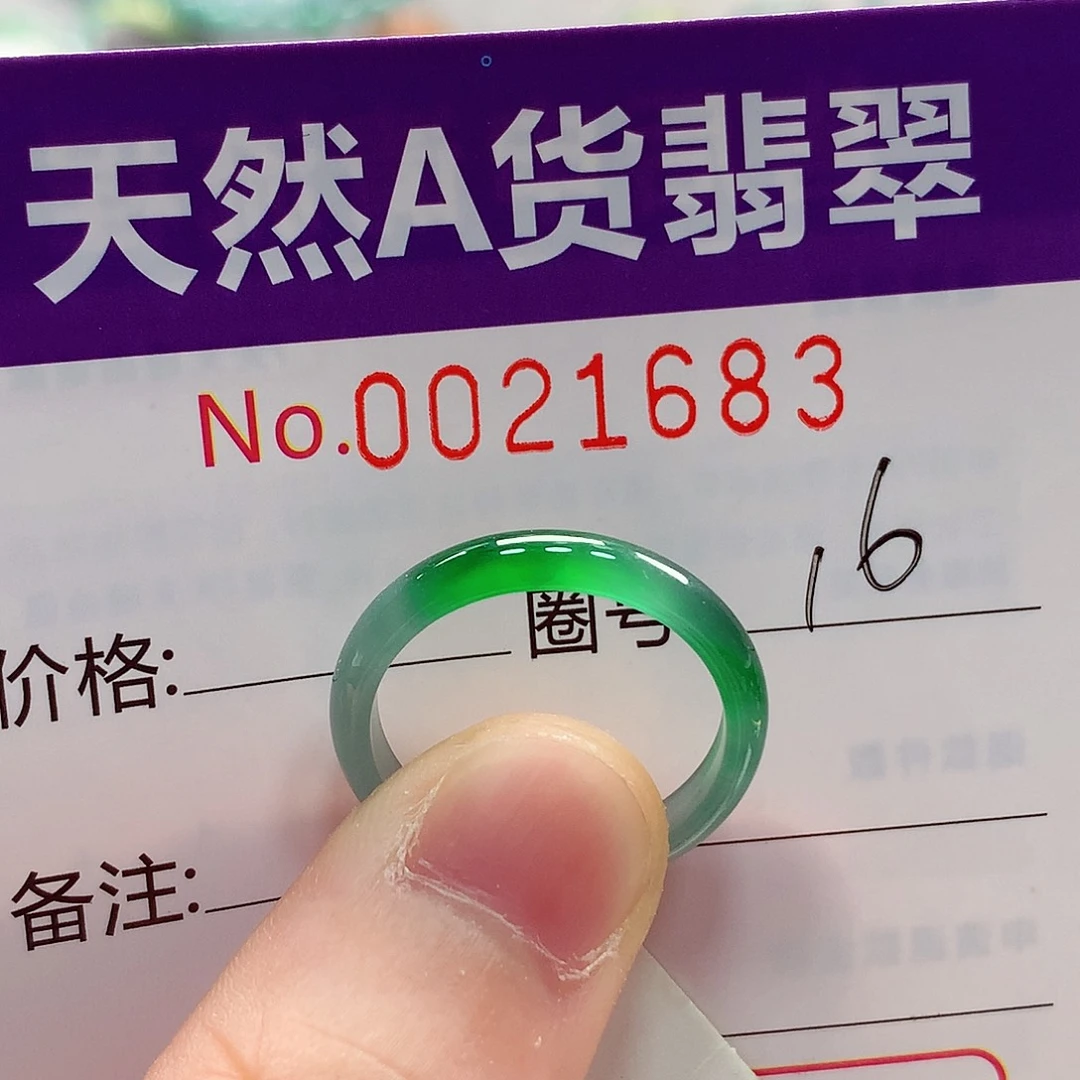 天然A货翡翠
No.0021683
价格: 圈号 16
备注: